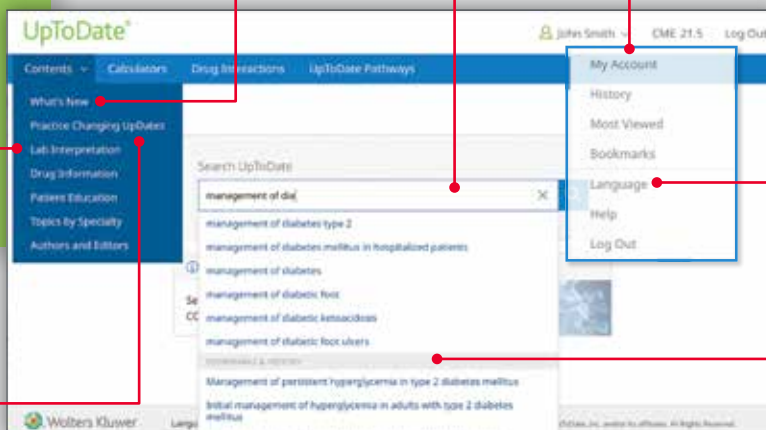 UpToDate®
John Smith CME 21.5 Log Out
Contents Calculators Drug Interactions UpToDate Pathways
What's New
Practice Changing UpDates
Lab Interpretation
Drug Information
Patient Education
Topics by Specialty
Authors and Editors
My Account
History
Most Viewed
Bookmarks
Language
Help
Log Out
Search UpToDate
management of dia
management of diabetes type 2
management of diabetes mellitus in hospitalized patients
management of diabetes
management of diabetic foot
management of diabetic ketoacidosis
management of diabetic foot ulcers
Management of persistent hyperglycemia in type 2 diabetes mellitus
Initial management of hyperglycemia in adults with type 2 diabetes
mellitus
Wolters Kluwer